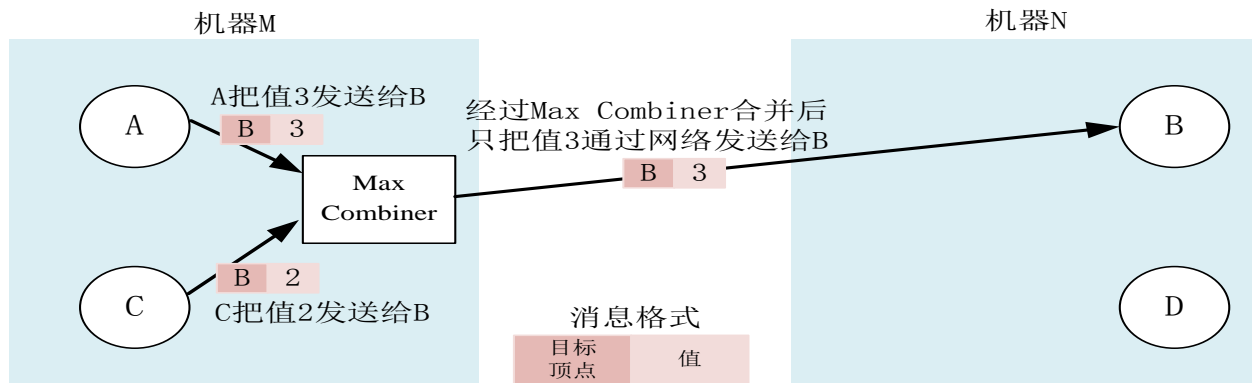 机器M
机器N
A
A把值3发送给B
B 3
经过Max Combiner合并后
只把值3通过网络发送给B
B 3
B
Max
Combiner
C
B 2
C把值2发送给B
D
消息格式
目标
顶点
值